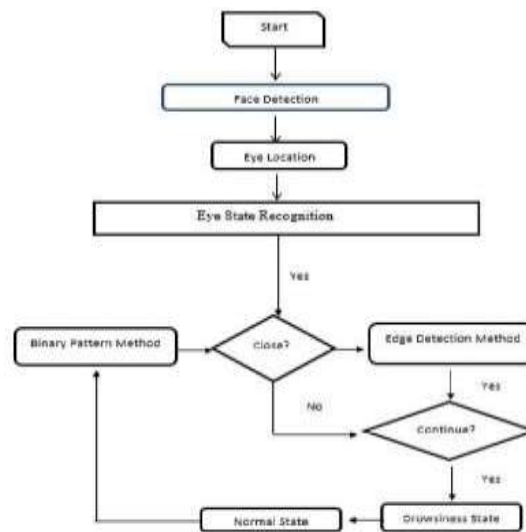 Start
Face Detection
Eye Location
Eye State Recognition
Yes
Binary Pattern Method
Close?
Edge Detection Method
Yes
No
Continue?
Yes
Normal State
Drowsiness State